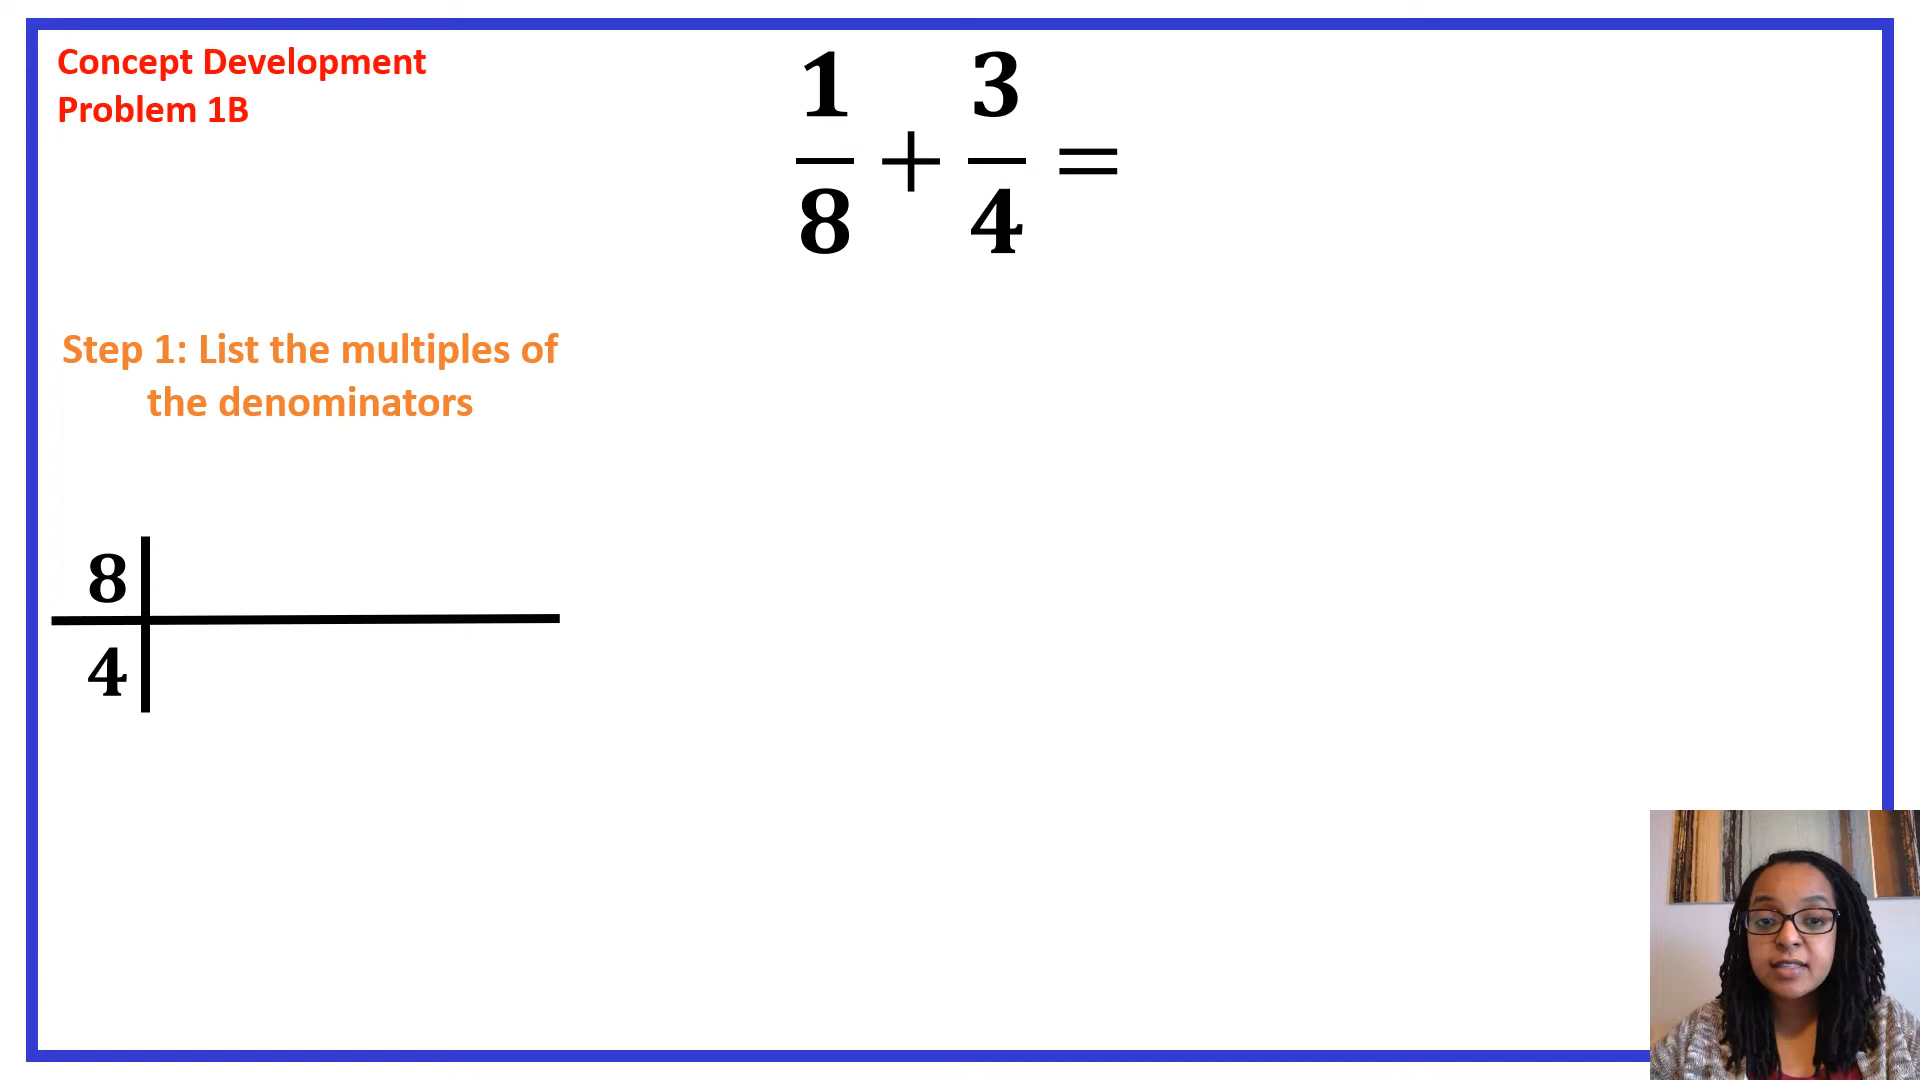 Concept Development
Problem 1B
1/8 + 3/4 =
Step 1: List the multiples of
the denominators
8
4